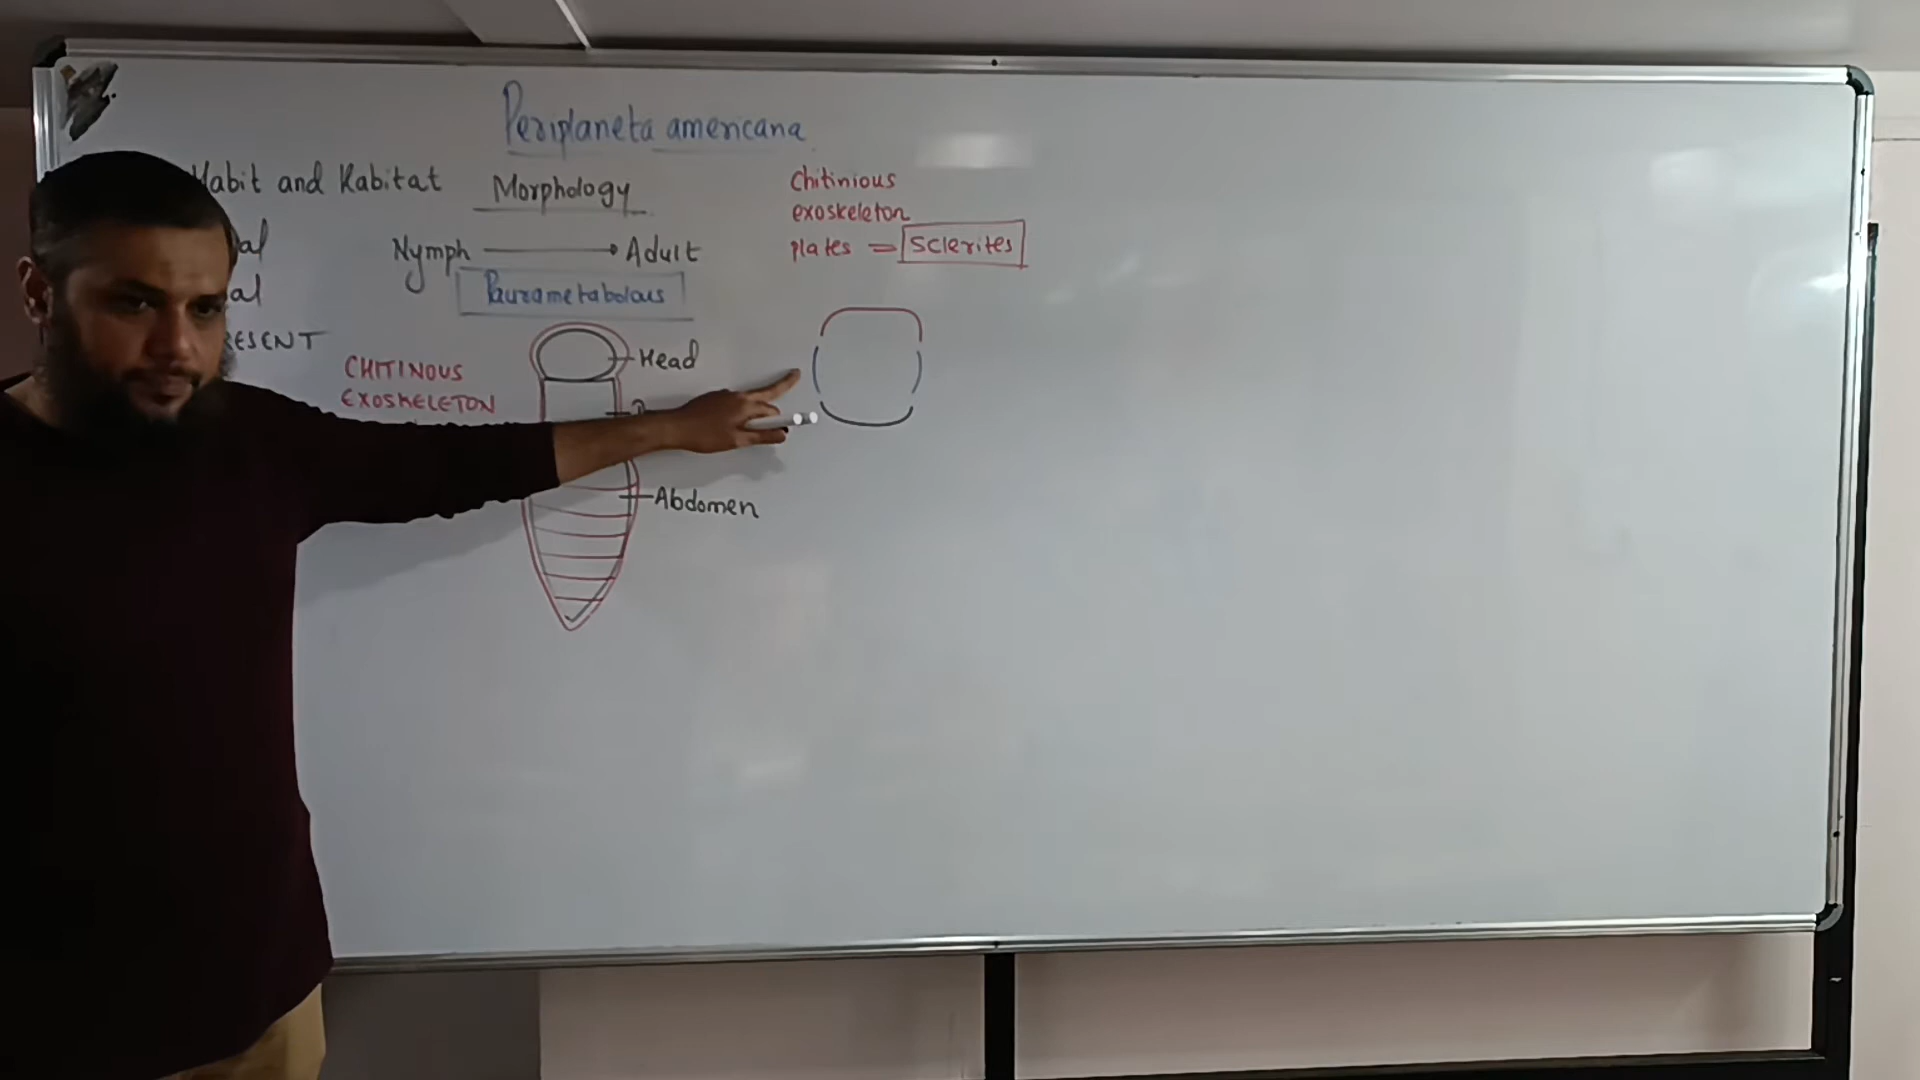 Periplaneta americana
Habit and Habitat
Morphology
Nymph → Adult
Paurametabolous
RESENT
CHITINOUS
EXOSKELETON
Head
Abdomen
Chitinious
exoskeleton
plates = Sclerites